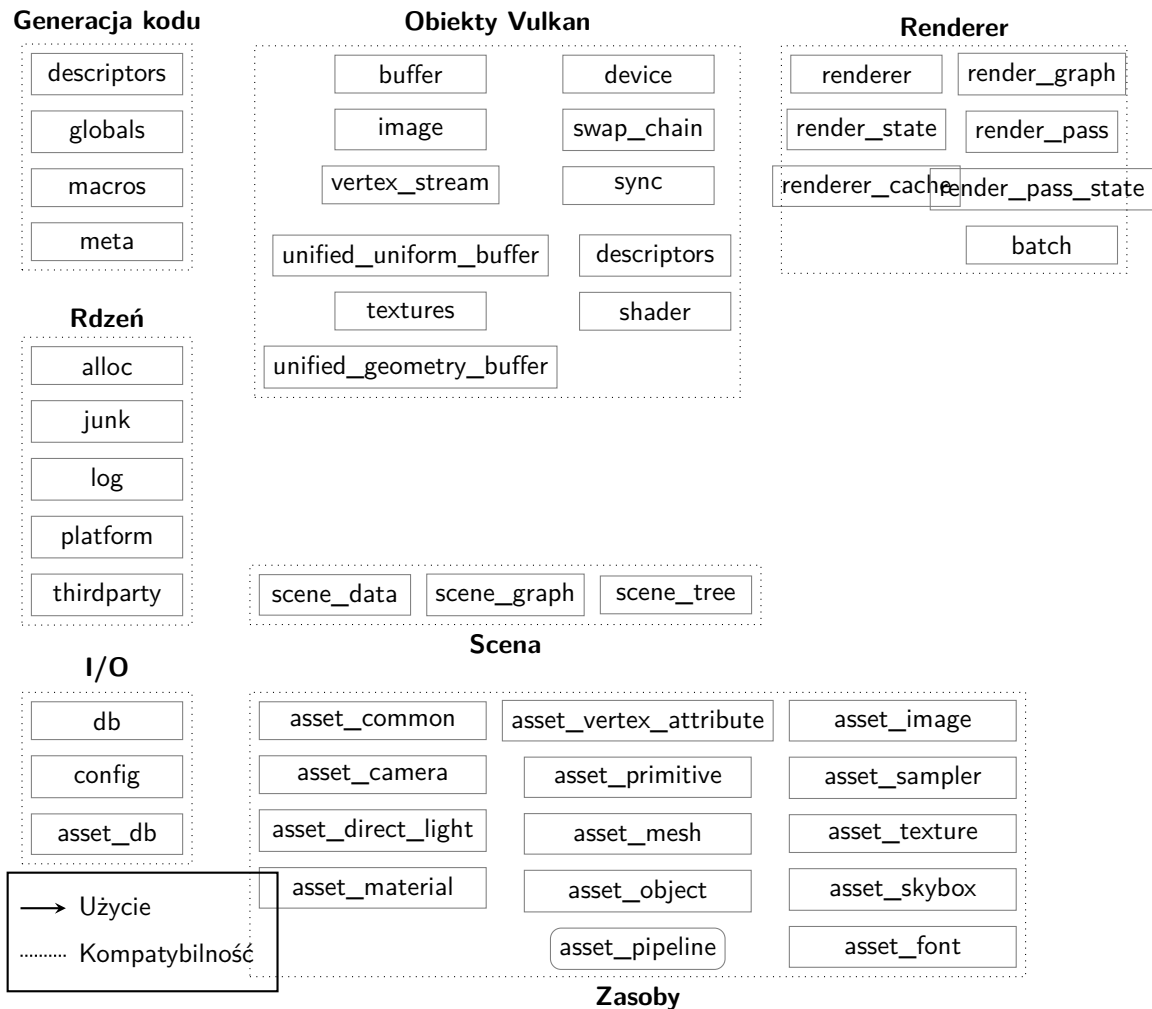 Generacja kodu
descriptors
globals
macros
meta
Obiekty Vulkan
buffer
device
image
swap_chain
vertex_stream
sync
unified_uniform_buffer
descriptors
textures
shader
unified_geometry_buffer
Renderer
renderer
render_graph
render_state
render_pass
renderer_cache
render_pass_state
batch
Rdzeń
alloc
junk
log
platform
thirdparty
scene_data
scene_graph
scene_tree
Scena
I/O
db
config
asset_db
asset_common
asset_vertex_attribute
asset_image
asset_camera
asset_primitive
asset_sampler
asset_direct_light
asset_mesh
asset_texture
asset_material
asset_object
asset_skybox
asset_pipeline
asset_font
Zasoby
Użycie
Kompatybilność